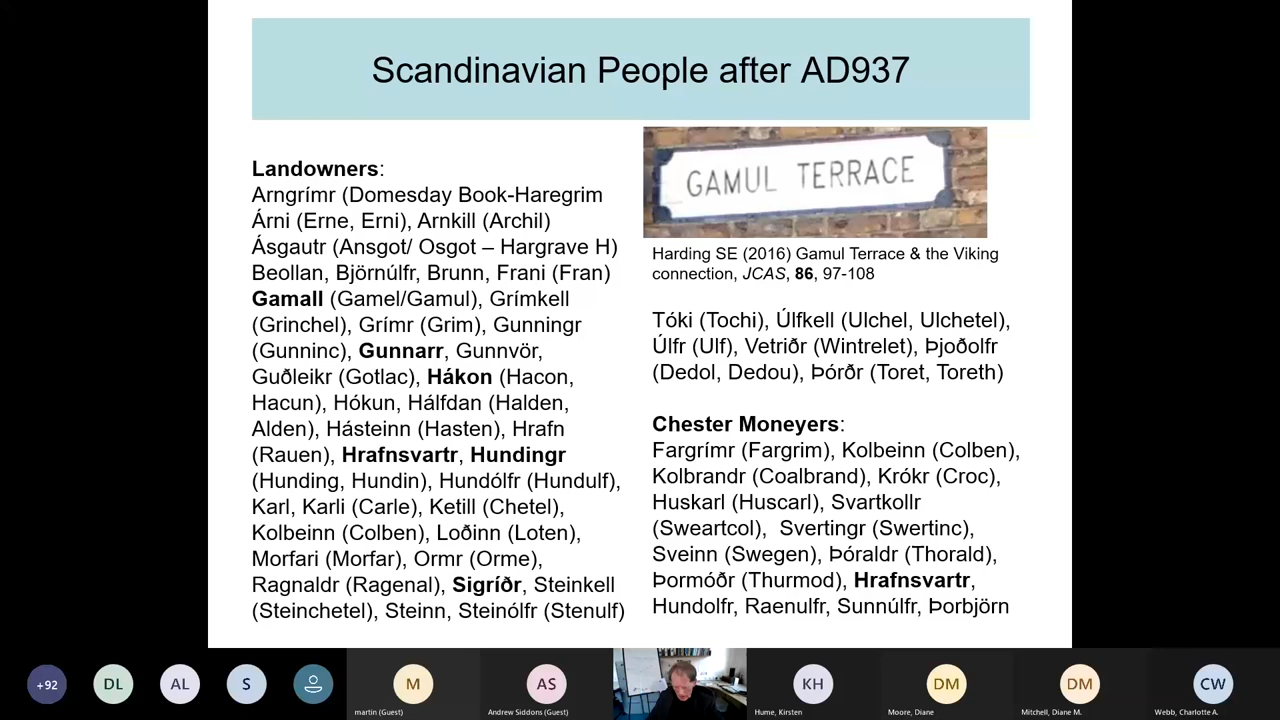 Scandinavian People after AD937
Landowners:
Arngrímr (Domesday Book-Haregrim
Árni (Erne, Erni), Arnkill (Archil)
Ásgautr (Ansgot/ Osgot – Hargrave H)
Beollan, Björnúlfr, Brunn, Frani (Fran)
Gamall (Gamel/Gamul), Grímkell
(Grinchel), Grímr (Grim), Gunningr
(Gunninc), Gunnarr, Gunnvör,
Guðleikr (Gotlac), Hákon (Hacon,
Hacun), Hókun, Hálfdan (Halden,
Alden), Hásteinn (Hasten), Hrafn
(Rauen), Hrafnsvartr, Hundingr
(Hunding, Hundin), Hundólfr (Hundulf),
Karl, Karli (Carle), Ketill (Chetel),
Kolbeinn (Colben), Loðinn (Loten),
Morfari (Morfar), Ormr (Orme),
Ragnaldr (Ragenal), Sigríðr, Steinkell
(Steinchetel), Steinn, Steinólfr (Stenulf)
GAMUL TERRACE
Harding SE (2016) Gamul Terrace & the Viking
connection, JCAS, 86, 97-108
Tóki (Tochi), Úlfkell (Ulchel, Ulchetel),
Úlfr (Ulf), Vetriðr (Wintrelet), Þjoðolfr
(Dedol, Dedou), Þórðr (Toret, Toreth)
Chester Moneyers:
Fargrímr (Fargrim), Kolbeinn (Colben),
Kolbrandr (Coalbrand), Krókr (Croc),
Huskarl (Huscarl), Svartkollr
(Sweartcol), Svertingr (Swertinc),
Sveinn (Swegen), Þóraldr (Thorald),
Þormóðr (Thurmod), Hrafnsvartr,
Hundolfr, Raenulfr, Sunnúlfr, Þorbjörn
+92
DL
AL
S
M
martin (Guest)
AS
Andrew Siddons (Guest)
KH
Hume, Kirsten
DM
Moore, Diane
DM
Mitchell, Diane M.
CW
Webb, Charlotte A.